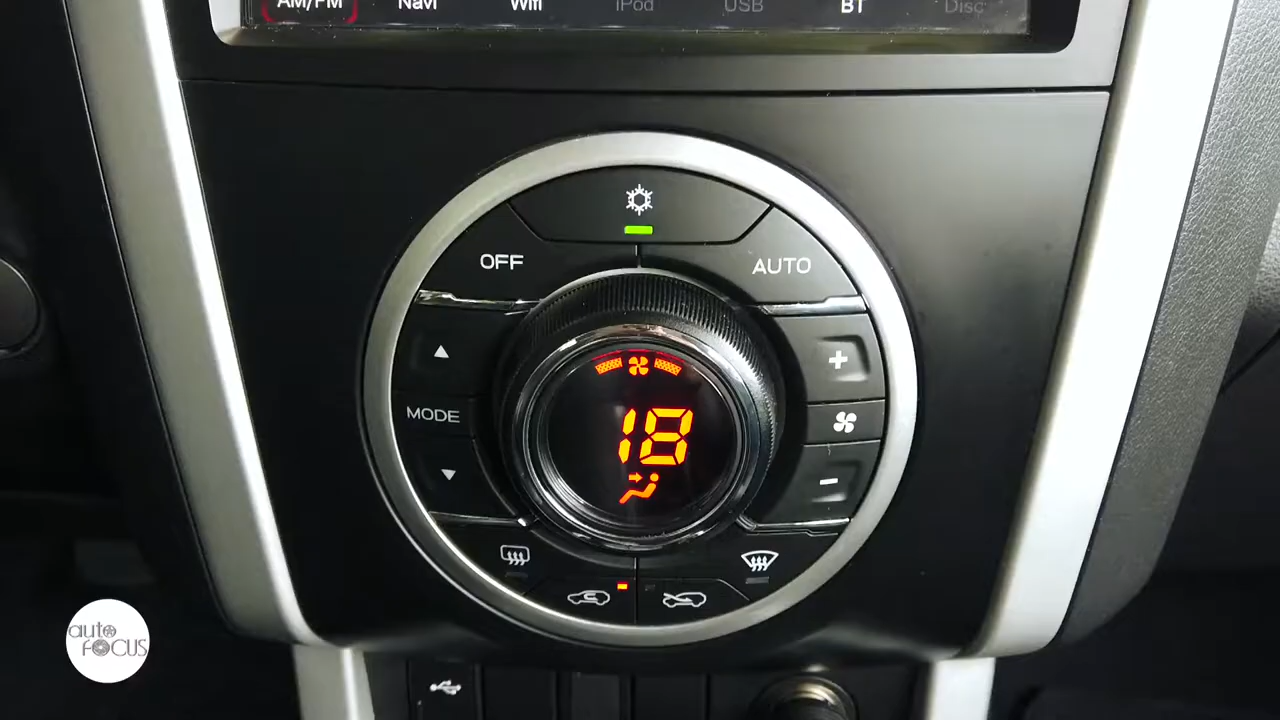 AM/FM Navi Wifi iPod USB BT Disc
OFF AUTO
MODE
18
auto
FOCUS